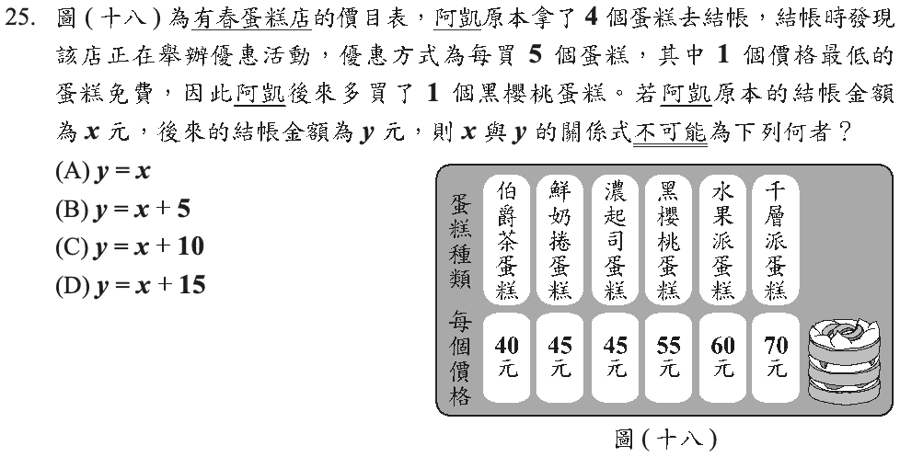 25. 圖(十八)為有春蛋糕店的價目表，阿凱原本拿了 4 個蛋糕去結帳，結帳時發現
該店正在舉辦優惠活動，優惠方式為每買 5 個蛋糕，其中 1 個價格最低的
蛋糕免費，因此阿凱後來多買了 1 個黑櫻桃蛋糕。若阿凱原本的結帳金額
為 x 元，後來的結帳金額為 y 元，則 x 與 y 的關係式不可能為下列何者？
(A) y = x
(B) y = x + 5
(C) y = x + 10
(D) y = x + 15
蛋糕種類
伯爵茶蛋糕
鮮奶捲蛋糕
濃起司蛋糕
黑櫻桃蛋糕
水果派蛋糕
千層派蛋糕
每個價格
40元
45元
45元
55元
60元
70元
圖(十八)